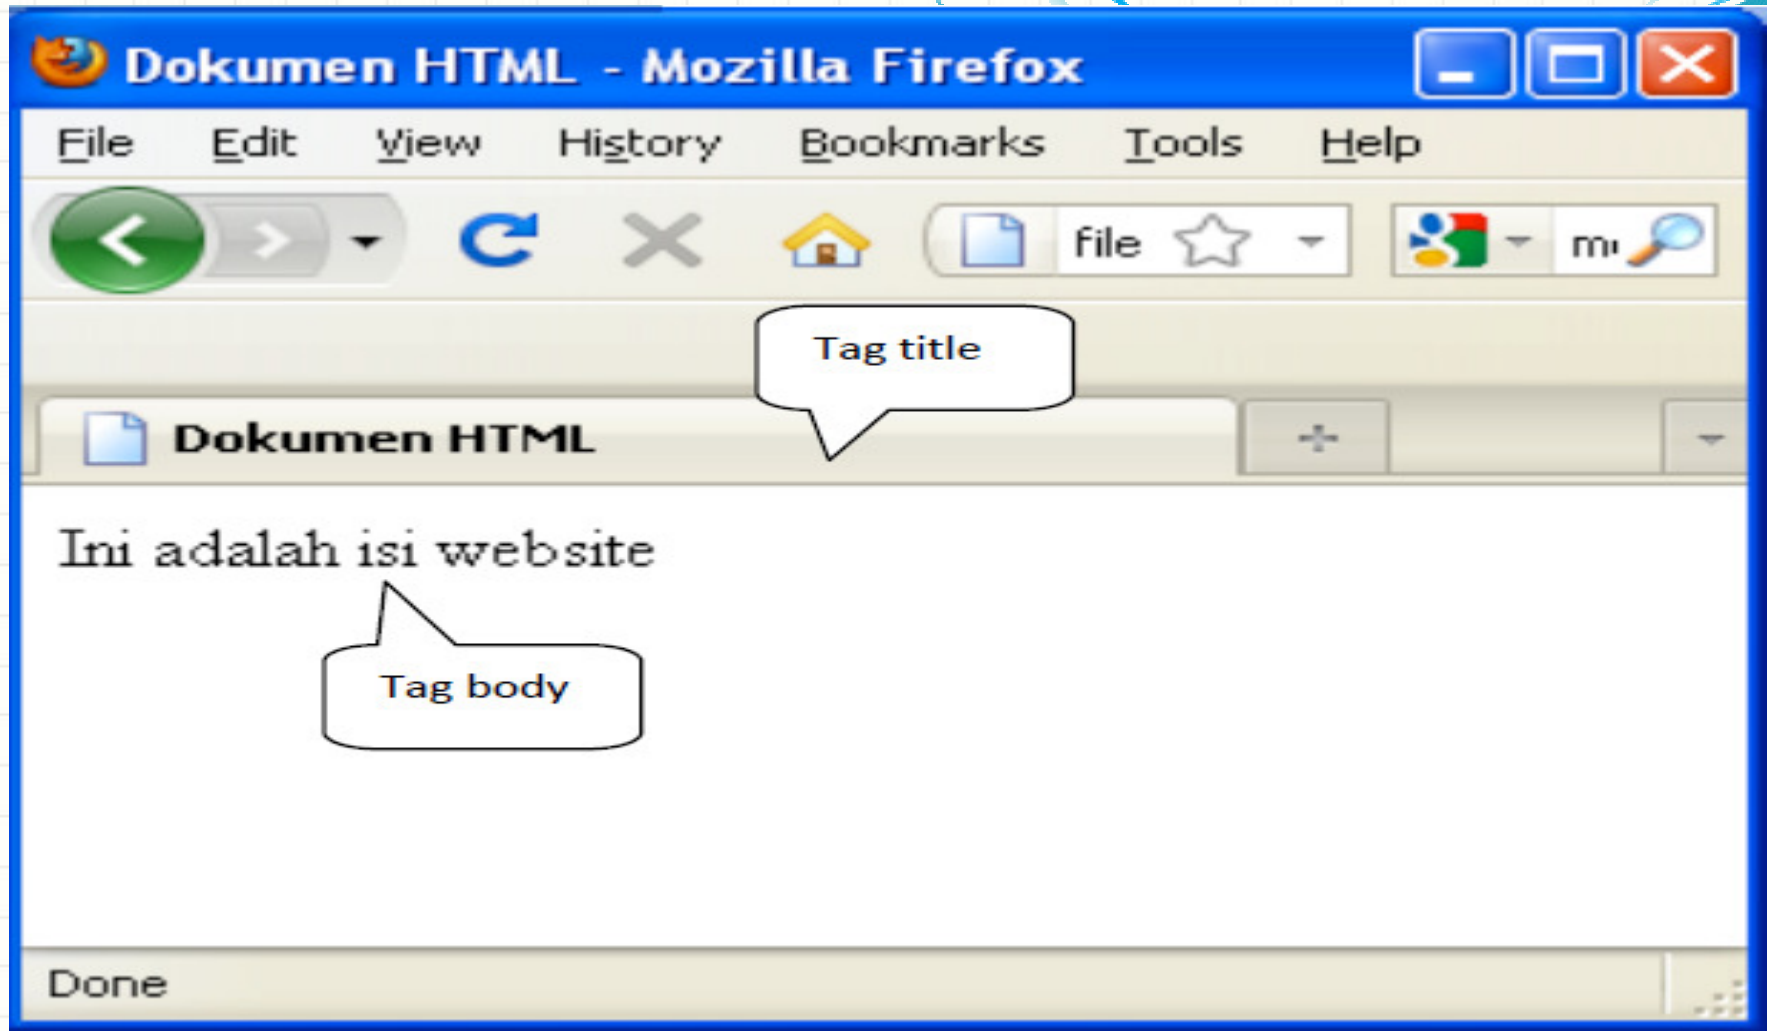 Dokumen HTML - Mozilla Firefox
File Edit View History Bookmarks Tools Help
file
Tag title
Dokumen HTML
Ini adalah isi website
Tag body
Done